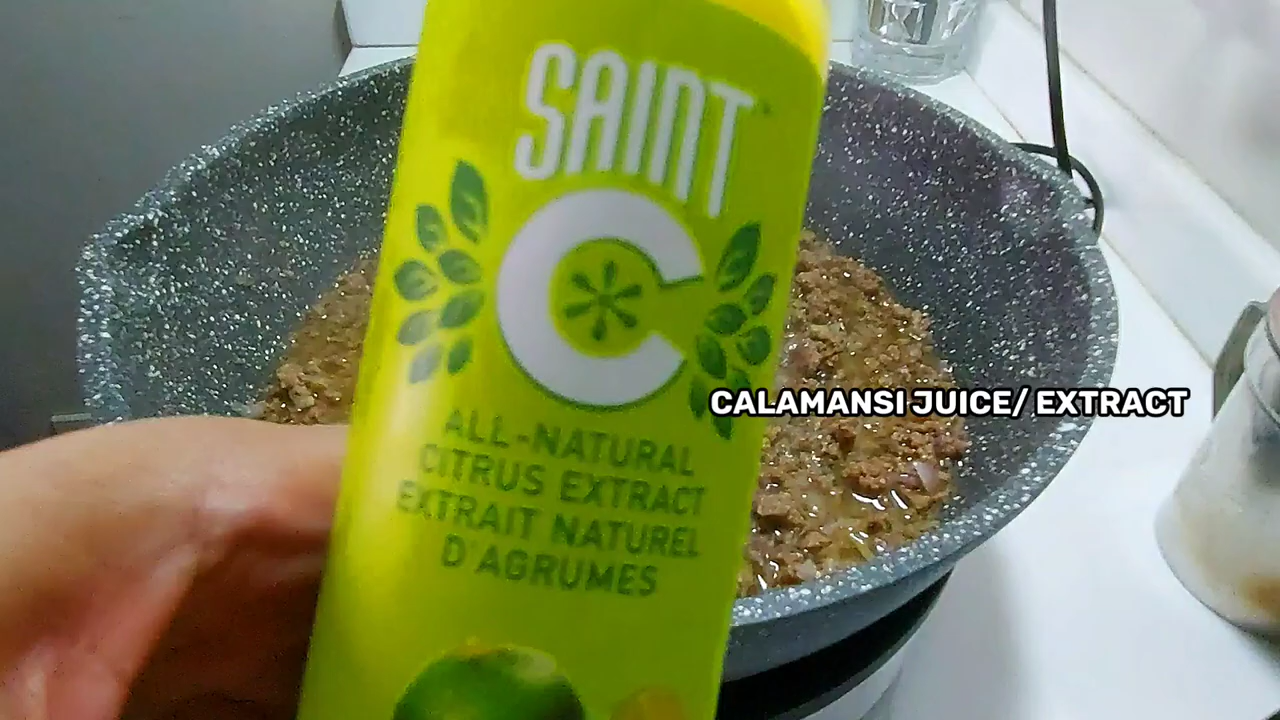 SAINT
C
ALL-NATURAL
CITRUS EXTRACT
EXTRAIT NATUREL
D'AGRUMES
CALAMANSI JUICE/ EXTRACT